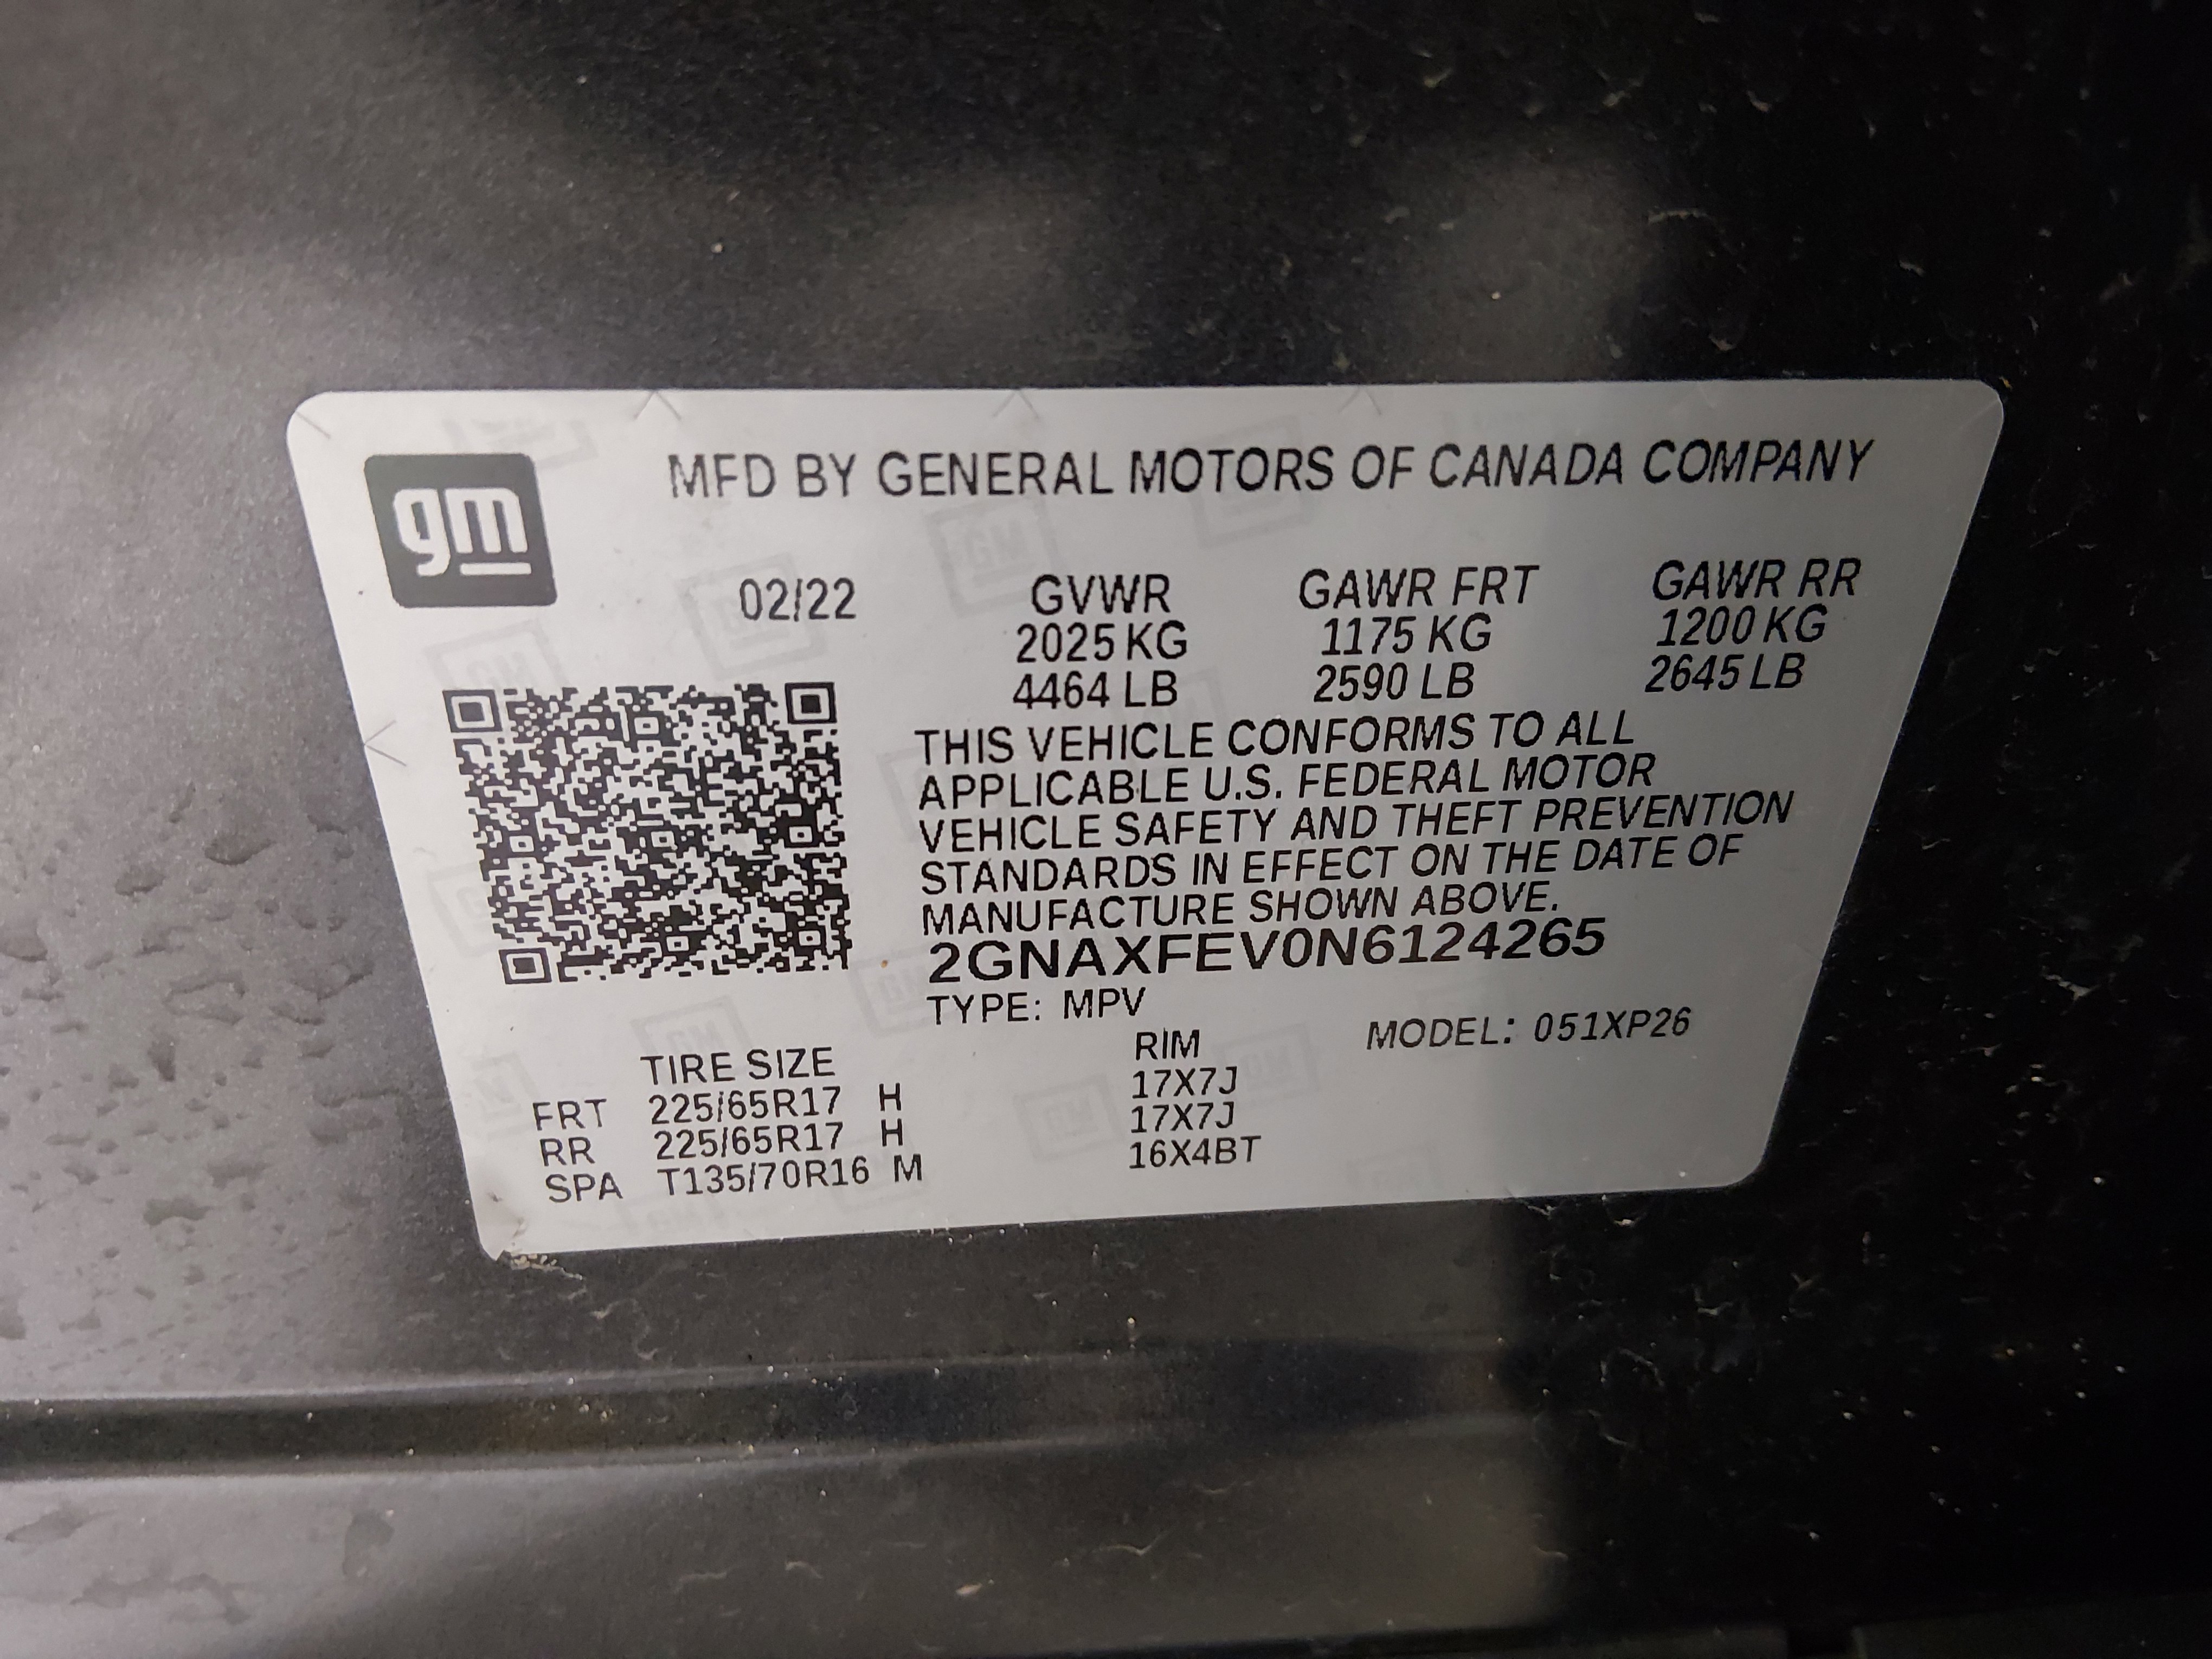 gm
MFD BY GENERAL MOTORS OF CANADA COMPANY
02/22 GVWR GAWR FRT GAWR RR
2025 KG 1175 KG 1200 KG
4464 LB 2590 LB 2645 LB
THIS VEHICLE CONFORMS TO ALL
APPLICABLE U.S. FEDERAL MOTOR
VEHICLE SAFETY AND THEFT PREVENTION
STANDARDS IN EFFECT ON THE DATE OF
MANUFACTURE SHOWN ABOVE.
2GNAXFEV0N6124265
TYPE: MPV MODEL: 051XP26
TIRE SIZE RIM
FRT 225/65R17 H 17X7J
RR 225/65R17 H 17X7J
SPA T135/70R16 M 16X4BT